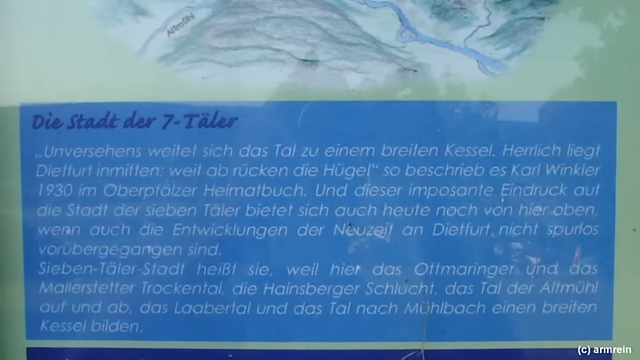 Altmühl
Die Stadt der 7-Täler
„Unversehens weitet sich das Tal zu einem breiten Kessel. Herrlich liegt
Dietfurt inmitten; weit ab rücken die Hügel“ so beschrieb es Karl Winkler
1930 im Oberpfälzer Heimatbuch. Und dieser imposante Eindruck auf
die Stadt der sieben Täler bietet sich auch heute noch von hier oben,
wenn auch die Entwicklungen der Neuzeit an Dietfurt nicht spurlos
vorübergegangen sind.
Sieben-Täler-Stadt heißt sie, weil hier das Ottmaringer und das
Mallerstetter Trockental, die Hainsberger Schlucht, das Tal der Altmühl
auf und ab, das Laabertal und das Tal nach Mühlbach einen breiten
Kessel bilden.
(c) armrein